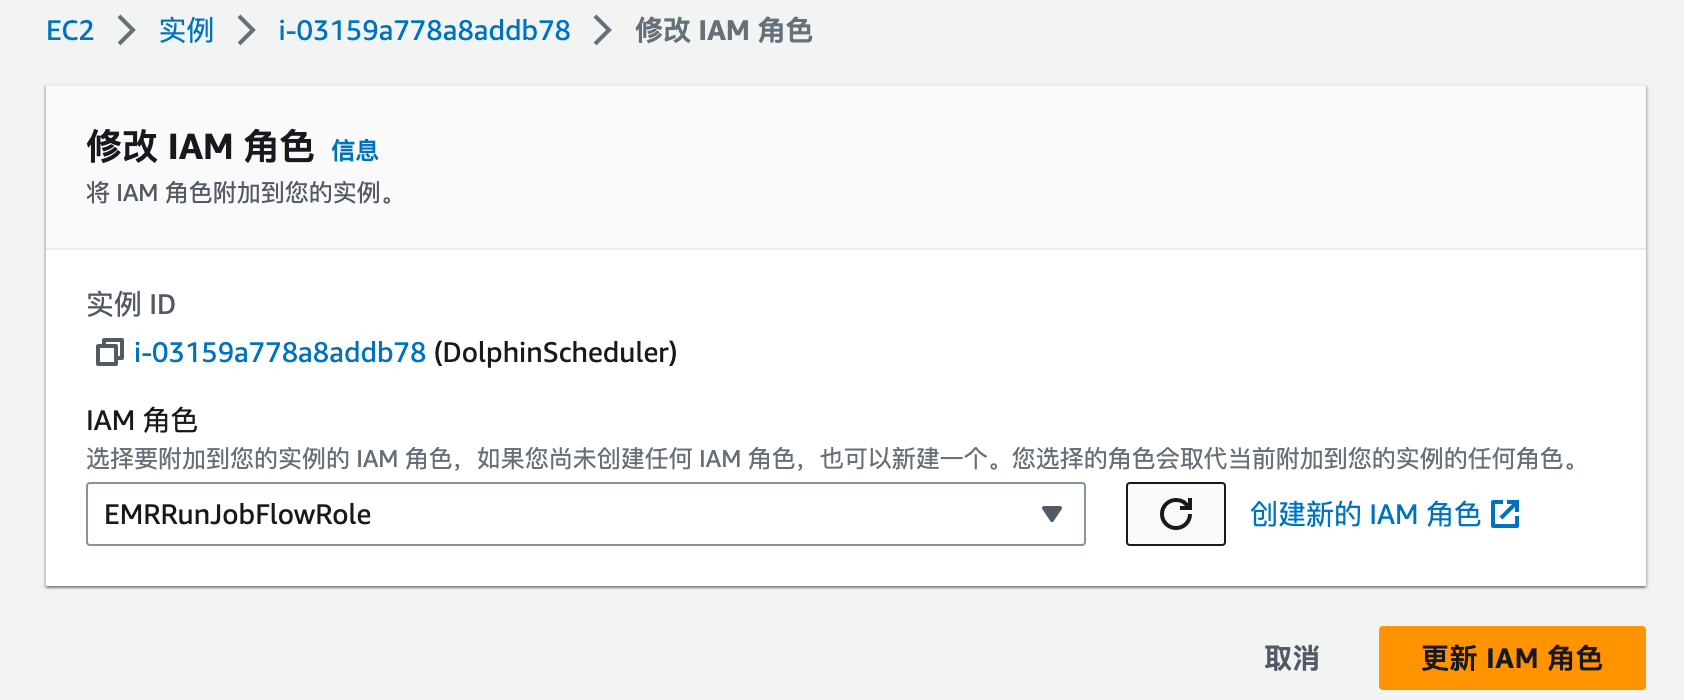 EC2 > 实例 > i-03159a778a8addb78 > 修改 IAM 角色
修改 IAM 角色 信息
将 IAM 角色附加到您的实例。
实例 ID
i-03159a778a8addb78 (DolphinScheduler)
IAM 角色
选择要附加到您的实例的 IAM 角色，如果您尚未创建任何 IAM 角色，也可以新建一个。您选择的角色会取代当前附加到您的实例的任何角色。
EMRRunJobFlowRole
创建新的 IAM 角色
取消
更新 IAM 角色